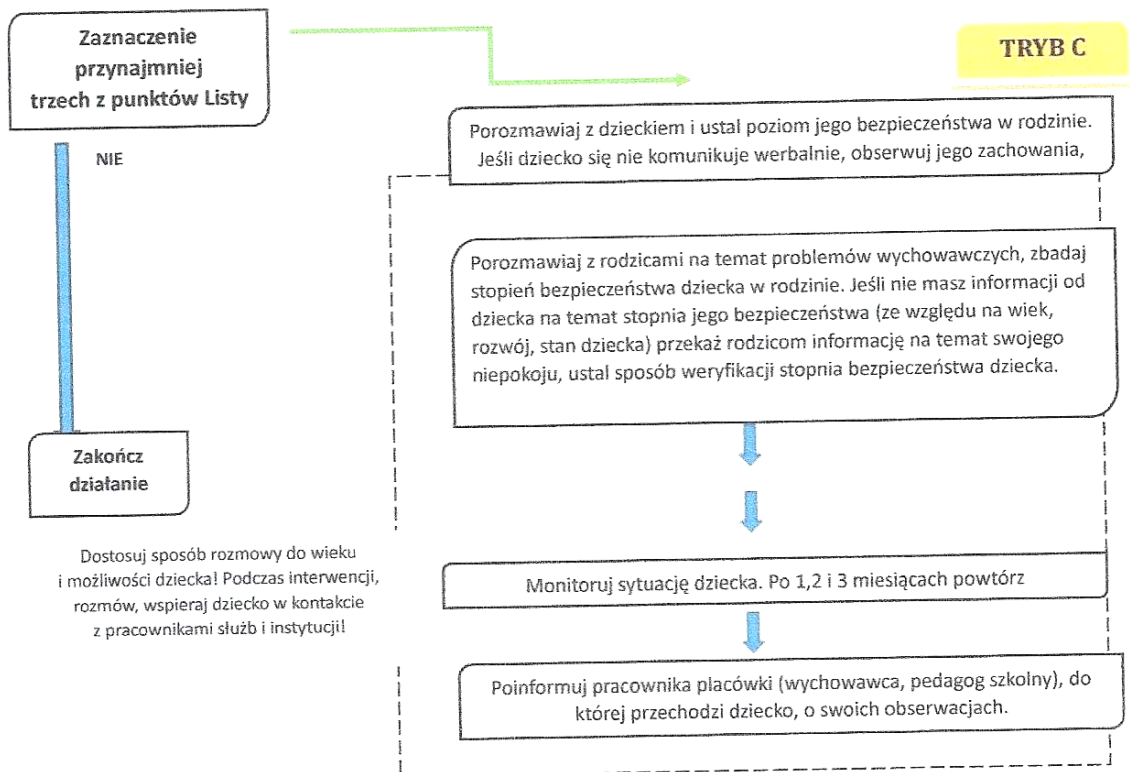 Zaznaczenie
przynajmniej
trzech z punktów Listy
TRYB C
NIE
Porozmawiaj z dzieckiem i ustal poziom jego bezpieczeństwa w rodzinie.
Jeśli dziecko się nie komunikuje werbalnie, obserwuj jego zachowania,
Porozmawiaj z rodzicami na temat problemów wychowawczych, zbadaj
stopień bezpieczeństwa dziecka w rodzinie. Jeśli nie masz informacji od
dziecka na temat stopnia jego bezpieczeństwa (ze względu na wiek,
rozwój, stan dziecka) przekaż rodzicom informację na temat swojego
niepokoju, ustal sposób weryfikacji stopnia bezpieczeństwa dziecka.
Zakończ
działanie
Dostosuj sposób rozmowy do wieku
i możliwości dziecka! Podczas interwencji,
rozmów, wspieraj dziecko w kontakcie
z pracownikami służb i instytucji!
Monitoruj sytuację dziecka. Po 1,2 i 3 miesiącach powtórz
Poinformuj pracownika placówki (wychowawca, pedagog szkolny), do
której przechodzi dziecko, o swoich obserwacjach.